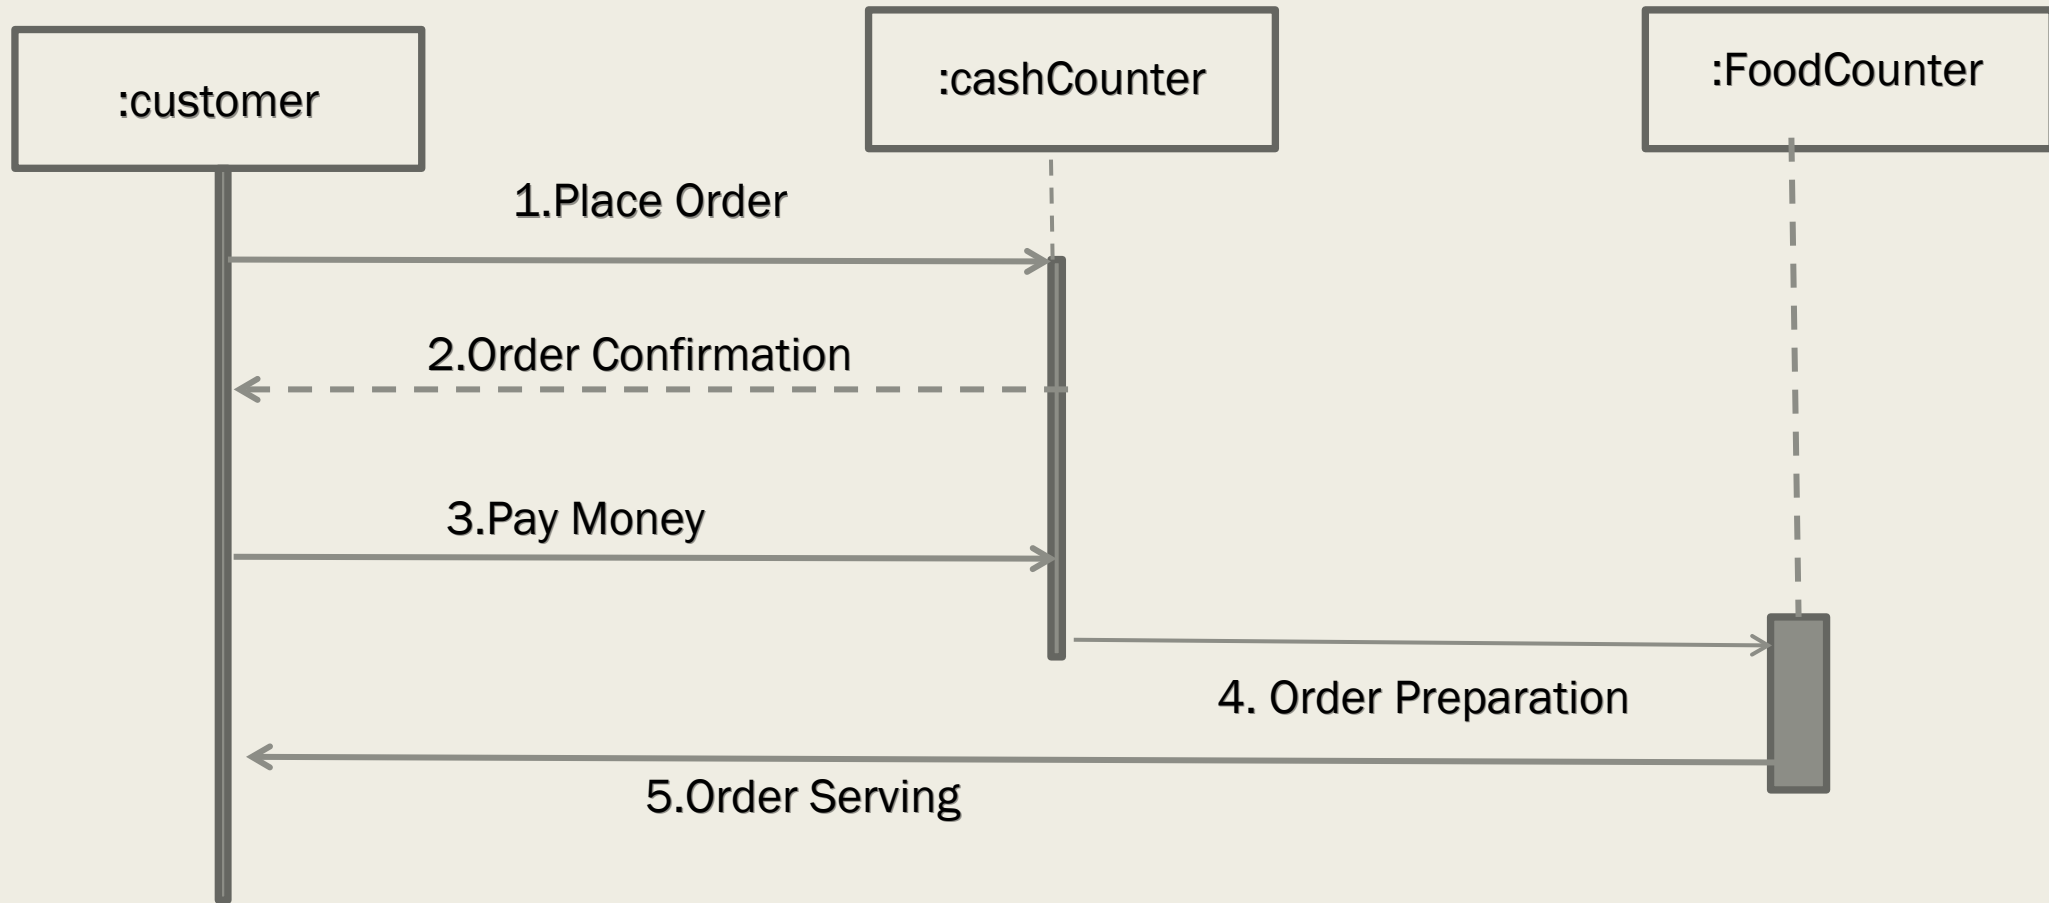 :customer
:cashCounter
:FoodCounter
1.Place Order
2.Order Confirmation
3.Pay Money
4. Order Preparation
5.Order Serving